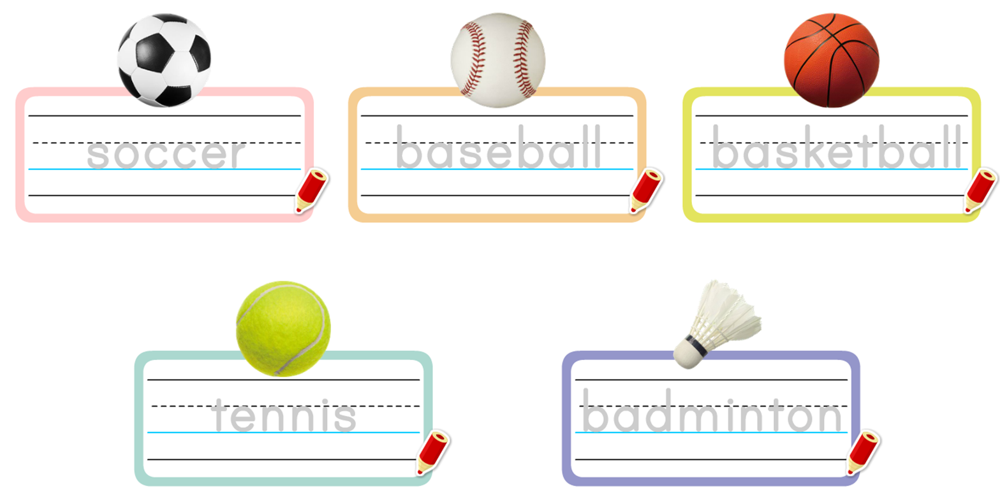 soccer
baseball
basketball
tennis
badminton